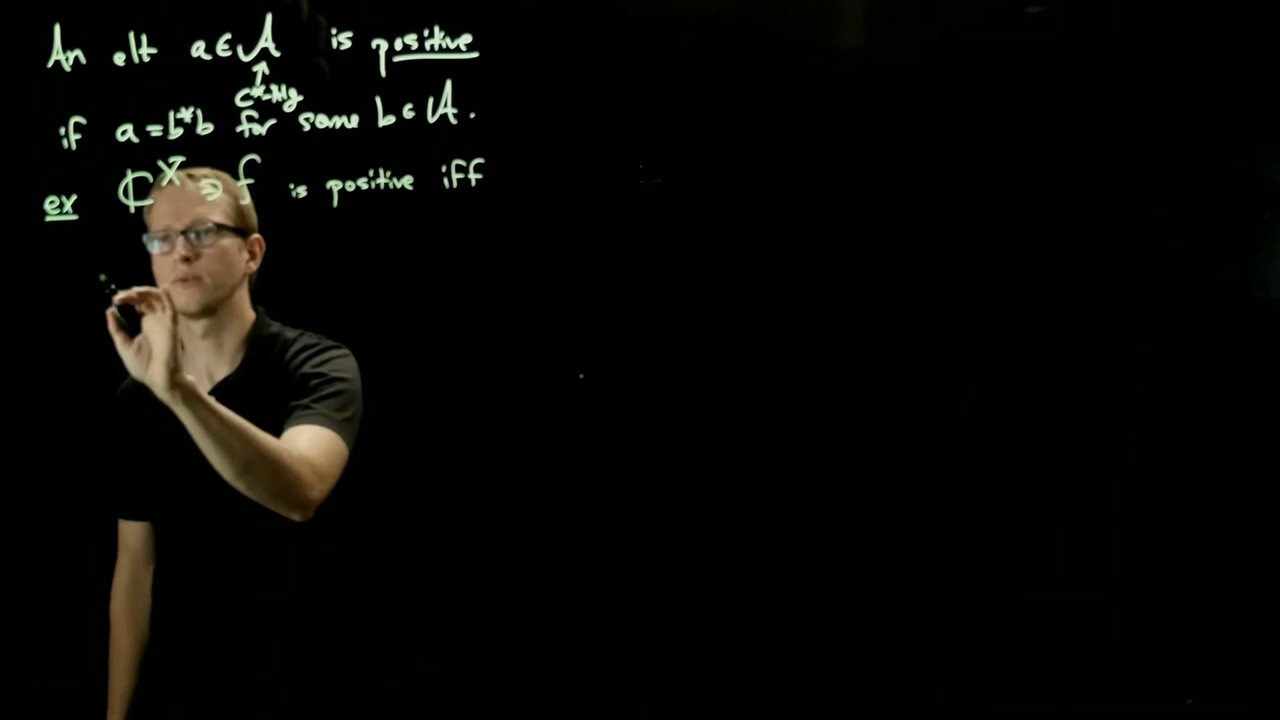 An elt a ∈ 𝒜 is positive
↑
C*-Alg
if a = b*b for some b ∈ 𝒜.
ex ℂ^X ∋ f is positive iff